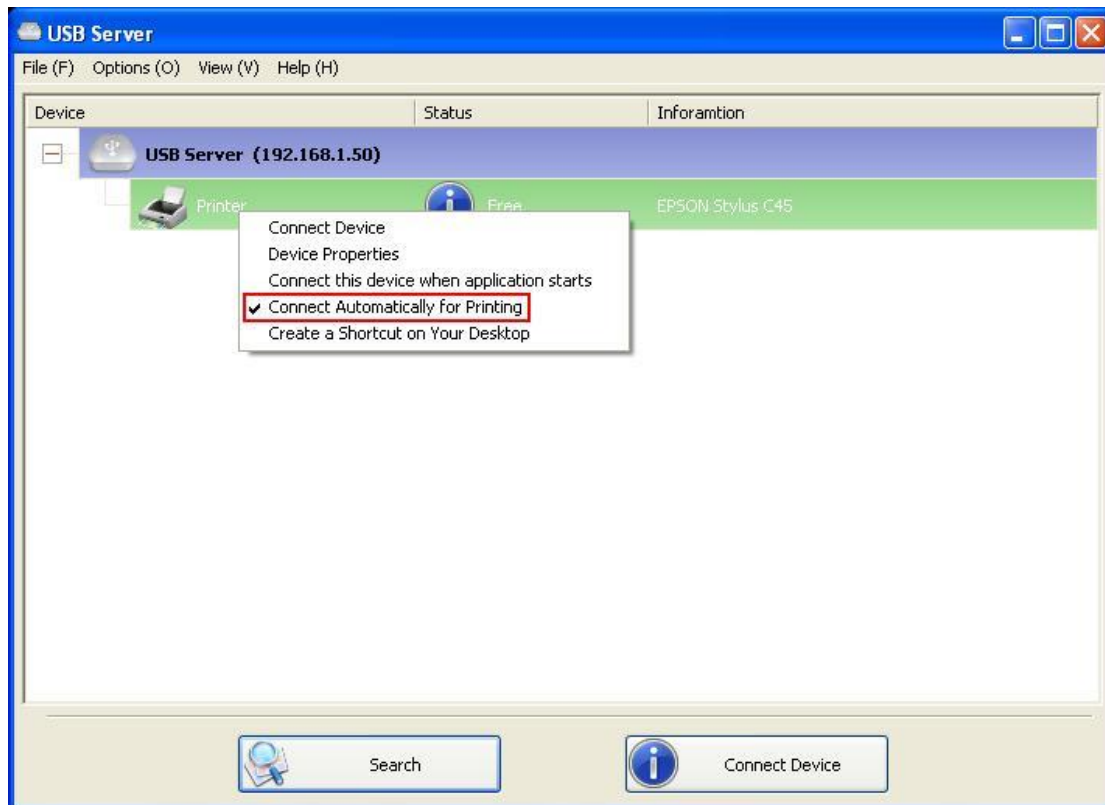 USB Server
File (F) Options (O) View (V) Help (H)
Device Status Inforamtion
USB Server (192.168.1.50)
Printer Free EPSON Stylus C45
Connect Device
Device Properties
Connect this device when application starts
Connect Automatically for Printing
Create a Shortcut on Your Desktop
Search Connect Device